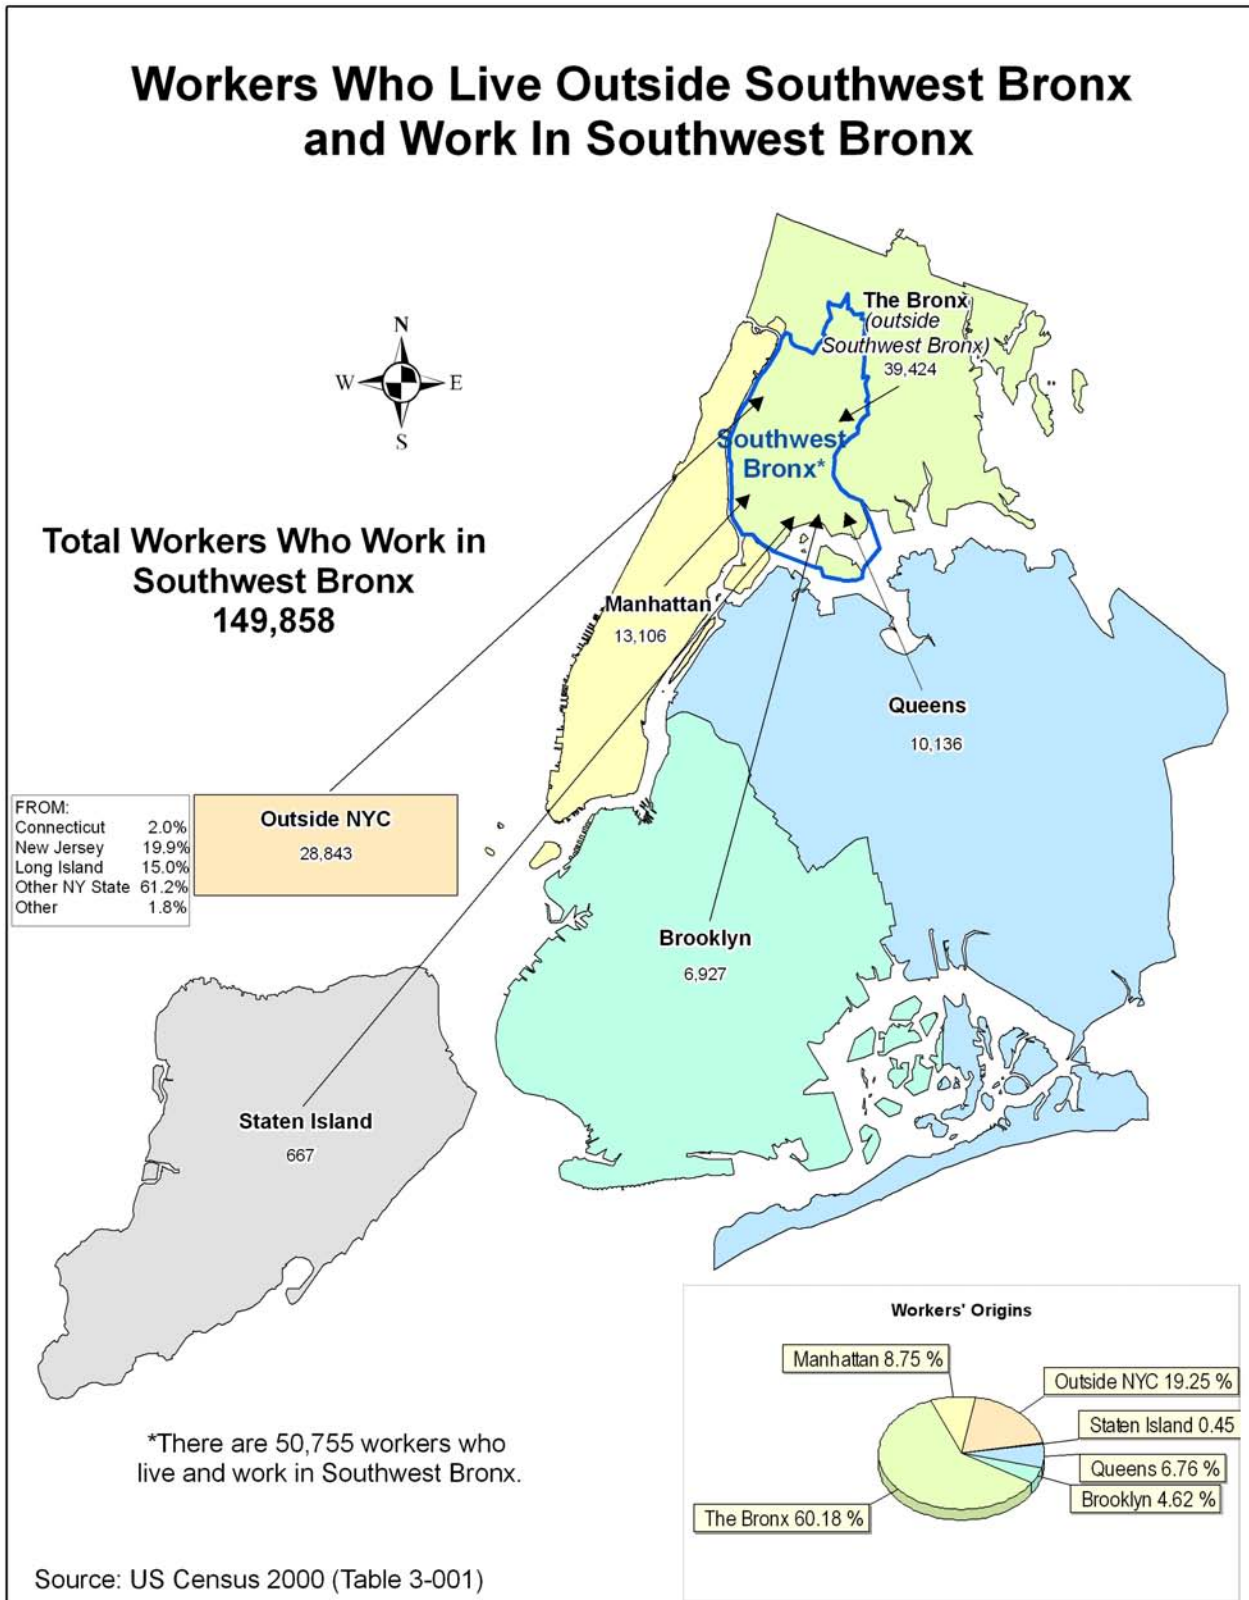 Workers Who Live Outside Southwest Bronx
and Work In Southwest Bronx
N
W
E
S
The Bronx
(outside
Southwest Bronx)
39,424
Southwest
Bronx*
Total Workers Who Work in
Southwest Bronx
149,858
Manhattan
13,106
Queens
10,136
FROM:
Connecticut 2.0%
New Jersey 19.9%
Long Island 15.0%
Other NY State 61.2%
Other 1.8%
Outside NYC
28,843
Brooklyn
6,927
Staten Island
667
Workers' Origins
Manhattan 8.75 %
Outside NYC 19.25 %
Staten Island 0.45
Queens 6.76 %
Brooklyn 4.62 %
The Bronx 60.18 %
*There are 50,755 workers who
live and work in Southwest Bronx.
Source: US Census 2000 (Table 3-001)